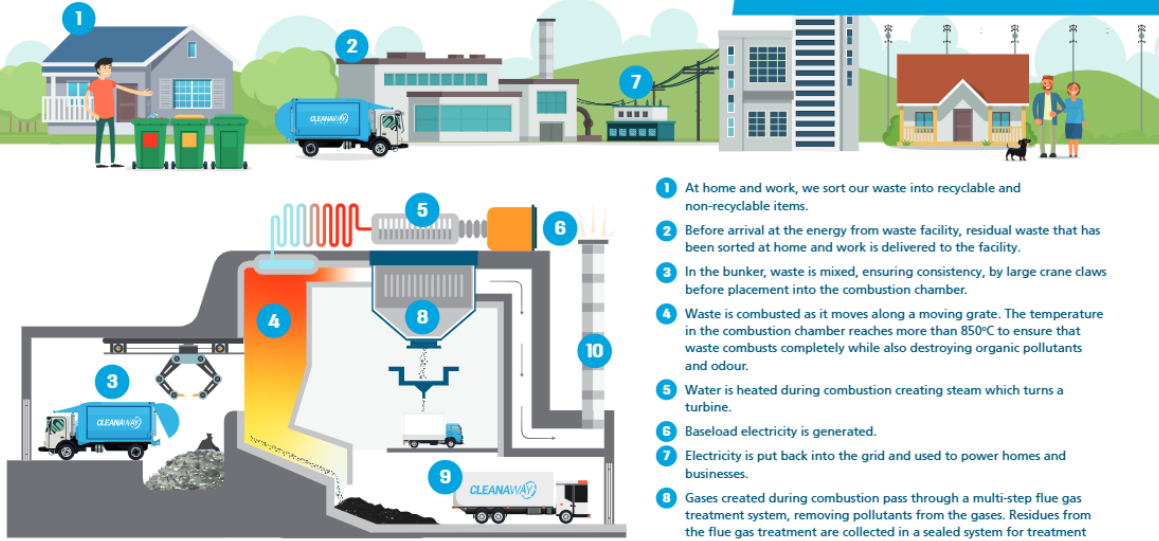 1
2
CLEANAWAY
7
5
6
4
8
10
3
CLEANAWAY
9
CLEANAWAY
1 At home and work, we sort our waste into recyclable and
non-recyclable items.
2 Before arrival at the energy from waste facility, residual waste that has
been sorted at home and work is delivered to the facility.
3 In the bunker, waste is mixed, ensuring consistency, by large crane claws
before placement into the combustion chamber.
4 Waste is combusted as it moves along a moving grate. The temperature
in the combustion chamber reaches more than 850ºC to ensure that
waste combusts completely while also destroying organic pollutants
and odour.
5 Water is heated during combustion creating steam which turns a
turbine.
6 Baseload electricity is generated.
7 Electricity is put back into the grid and used to power homes and
businesses.
8 Gases created during combustion pass through a multi-step flue gas
treatment system, removing pollutants from the gases. Residues from
the flue gas treatment are collected in a sealed system for treatment